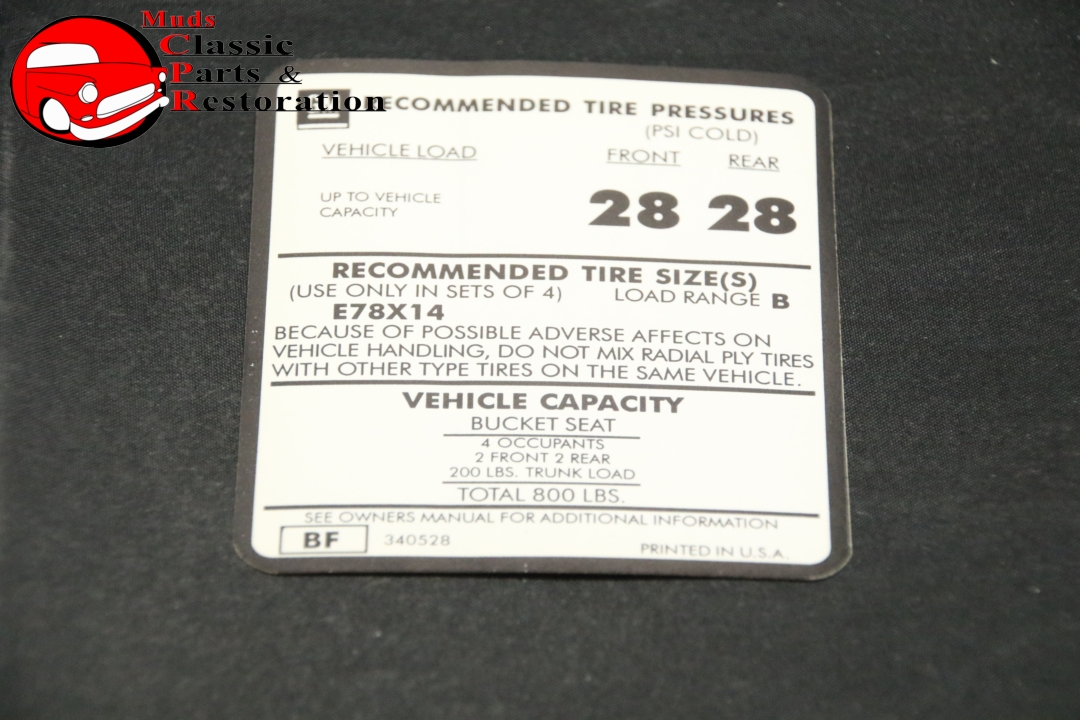 Muds
Classic
Parts &
Restoration
RECOMMENDED TIRE PRESSURES
(PSI COLD)
VEHICLE LOAD FRONT REAR
UP TO VEHICLE
CAPACITY
28 28
RECOMMENDED TIRE SIZE(S)
(USE ONLY IN SETS OF 4) LOAD RANGE B
E78X14
BECAUSE OF POSSIBLE ADVERSE AFFECTS ON
VEHICLE HANDLING, DO NOT MIX RADIAL PLY TIRES
WITH OTHER TYPE TIRES ON THE SAME VEHICLE.
VEHICLE CAPACITY
BUCKET SEAT
4 OCCUPANTS
2 FRONT 2 REAR
200 LBS. TRUNK LOAD
TOTAL 800 LBS.
SEE OWNERS MANUAL FOR ADDITIONAL INFORMATION
BF 340528 PRINTED IN U.S.A.